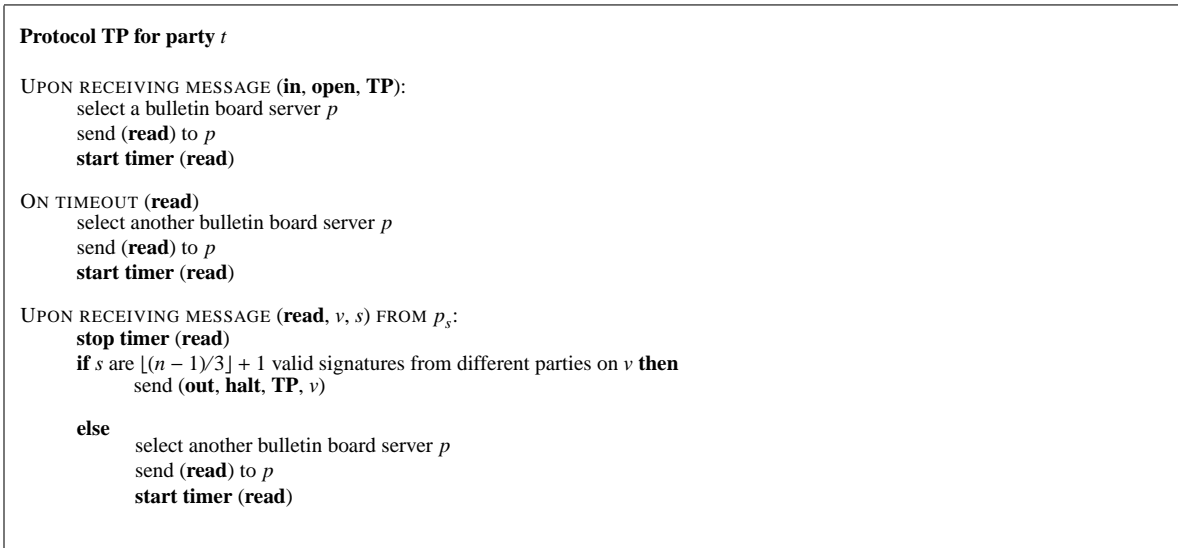 Protocol TP for party t
UPON RECEIVING MESSAGE (in, open, TP):
select a bulletin board server p
send (read) to p
start timer (read)
ON TIMEOUT (read)
select another bulletin board server p
send (read) to p
start timer (read)
UPON RECEIVING MESSAGE (read, v, s) FROM pₛ:
stop timer (read)
if s are ⌊(n − 1)/3⌋ + 1 valid signatures from different parties on v then
send (out, halt, TP, v)
else
select another bulletin board server p
send (read) to p
start timer (read)